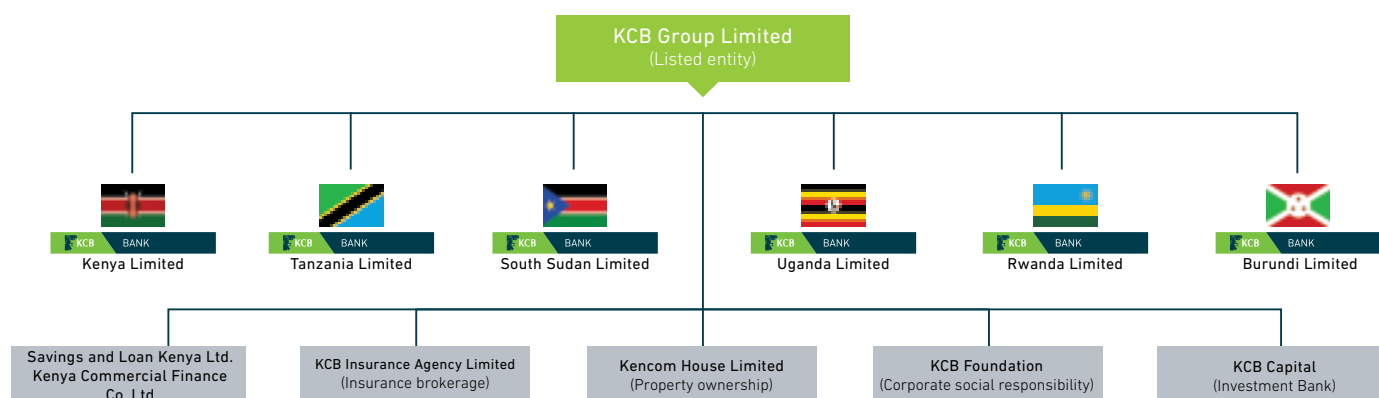 KCB Group Limited
(Listed entity)
KCB BANK
Kenya Limited
KCB BANK
Tanzania Limited
KCB BANK
South Sudan Limited
KCB BANK
Uganda Limited
KCB BANK
Rwanda Limited
KCB BANK
Burundi Limited
Savings and Loan Kenya Ltd.
Kenya Commercial Finance
Co. Ltd
KCB Insurance Agency Limited
(Insurance brokerage)
Kencom House Limited
(Property ownership)
KCB Foundation
(Corporate social responsibility)
KCB Capital
(Investment Bank)